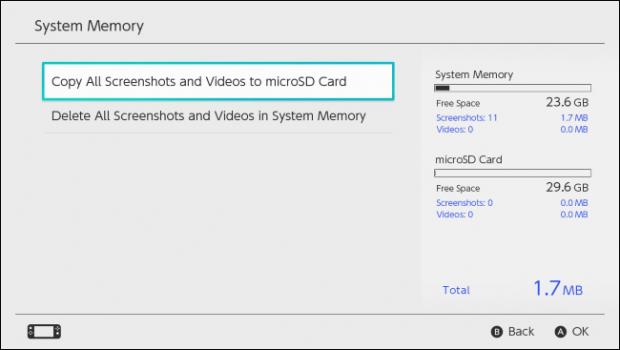 System Memory
Copy All Screenshots and Videos to microSD Card
Delete All Screenshots and Videos in System Memory
System Memory
Free Space 23.6 GB
Screenshots: 11 1.7 MB
Videos: 0 0.0 MB
microSD Card
Free Space 29.6 GB
Screenshots: 0 0.0 MB
Videos: 0 0.0 MB
Total 1.7 MB
B Back A OK